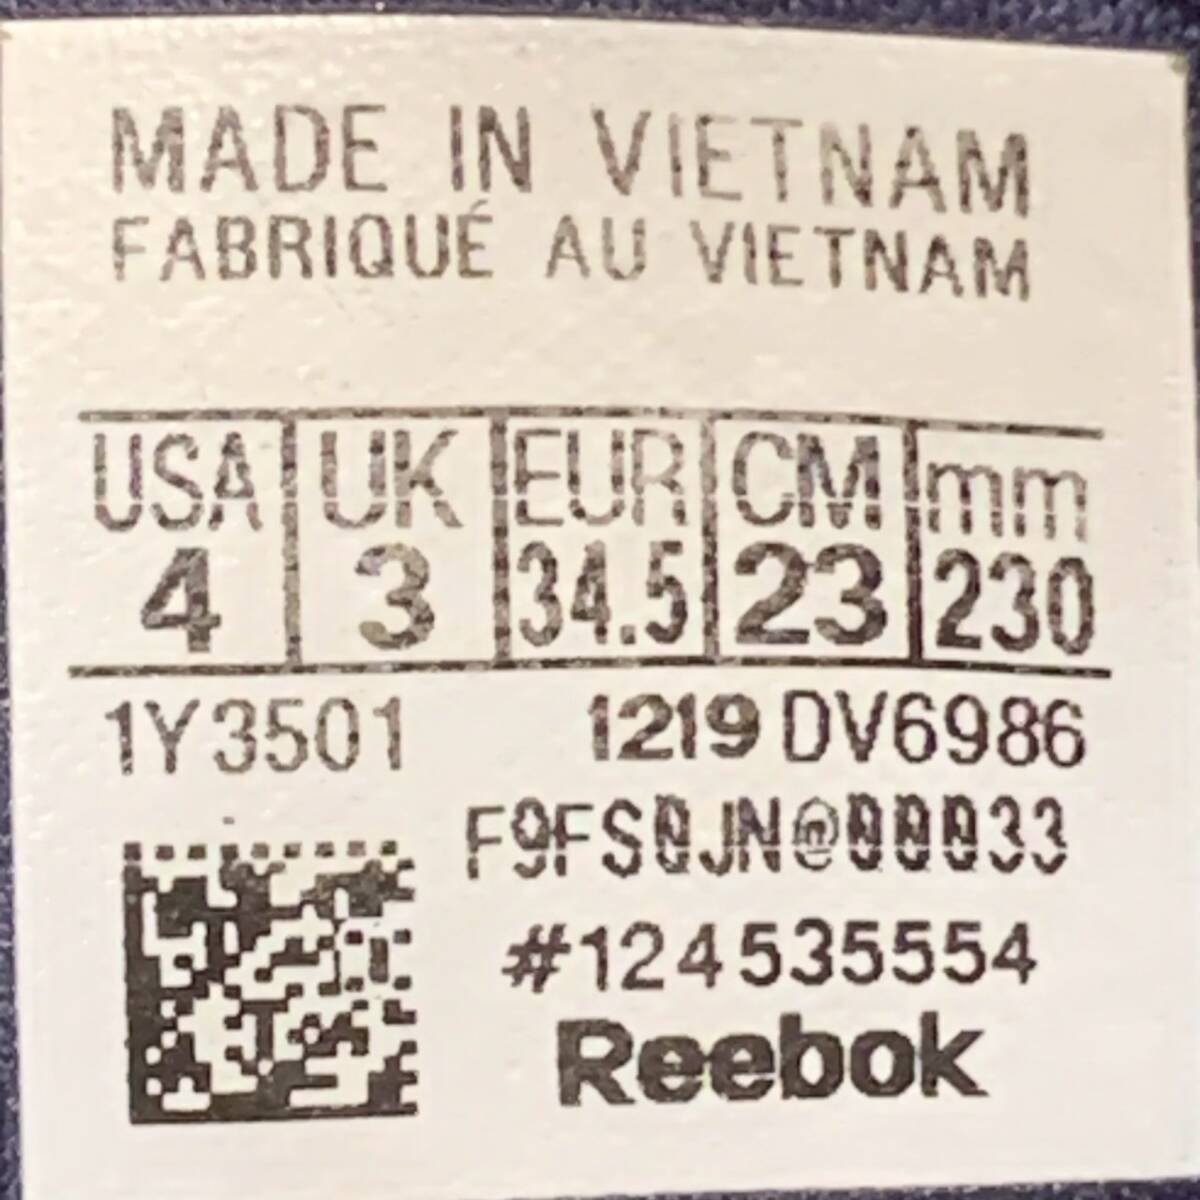 MADE IN VIETNAM
FABRIQUÉ AU VIETNAM
USA UK EUR CM mm
4 3 34.5 23 230
1Y3501 1219 DV6986
F9FS0JN@00033
#124535554
Reebok